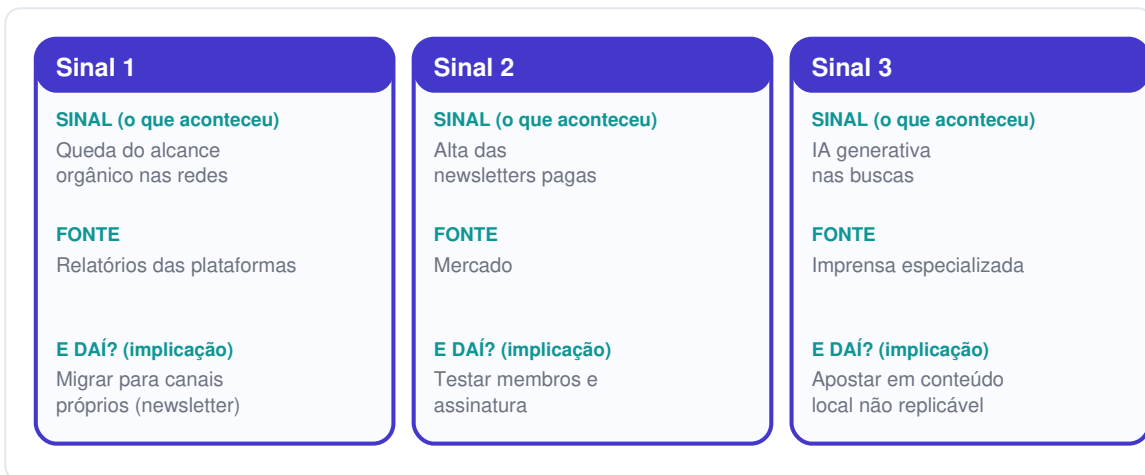 Sinal 1
SINAL (o que aconteceu)
Queda do alcance
orgânico nas redes
FONTE
Relatórios das plataformas
E DAÍ? (implicação)
Migrar para canais
próprios (newsletter)
Sinal 2
SINAL (o que aconteceu)
Alta das
newsletters pagas
FONTE
Mercado
E DAÍ? (implicação)
Testar membros e
assinatura
Sinal 3
SINAL (o que aconteceu)
IA generativa
nas buscas
FONTE
Imprensa especializada
E DAÍ? (implicação)
Apostar em conteúdo
local não replicável